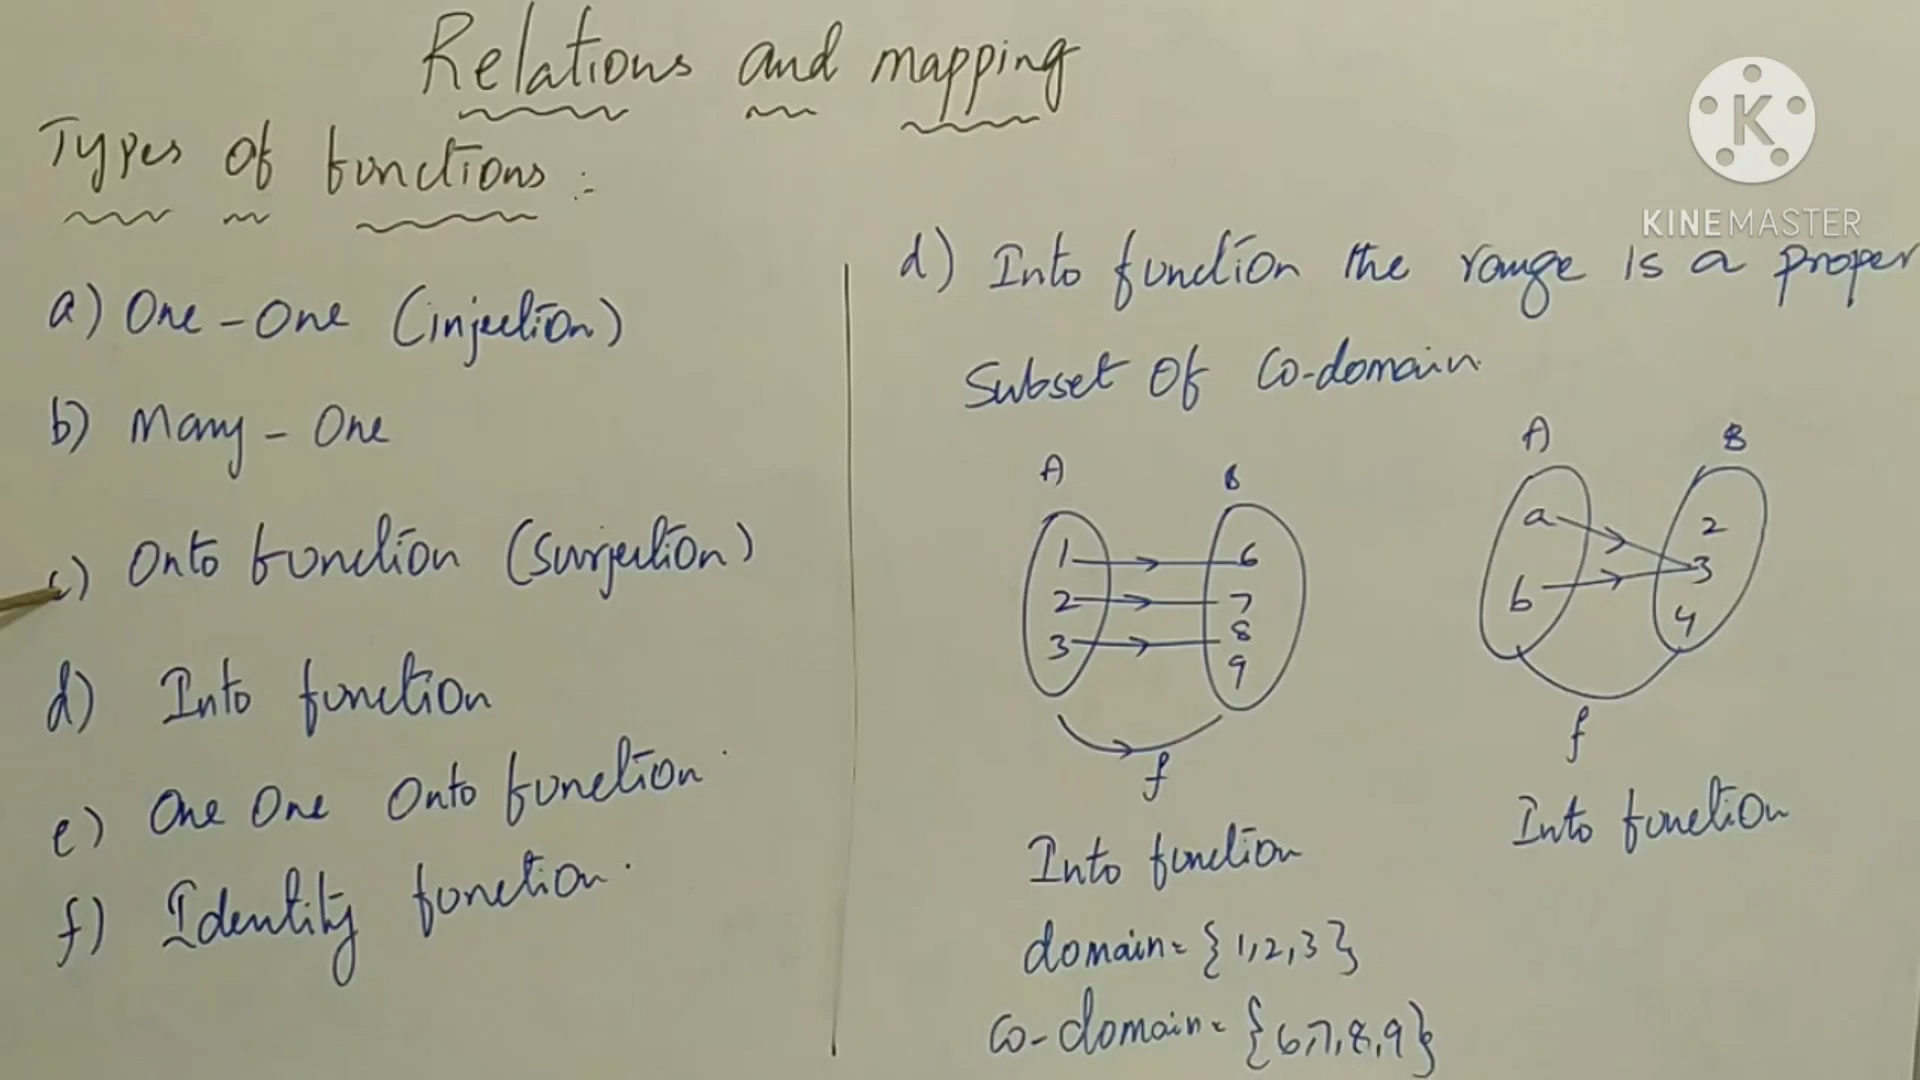 Relations and mapping
Types of functions :-
a) One - One (injection)
b) Many - One
c) Onto function (Surjection)
d) Into function
e) One One Onto function.
f) Identity function.
K
KINEMASTER
d) Into function the range is a proper
Subset Of Co-domain.
A B
1 6
2 7
3 8
9
f
Into function
domain = {1,2,3}
Co-domain = {6,7,8,9}
A B
a 2
b 3
4
f
Into function